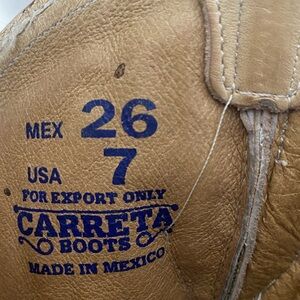 MEX 26
USA 7
FOR EXPORT ONLY
CARRETA
BOOTS
MADE IN MEXICO